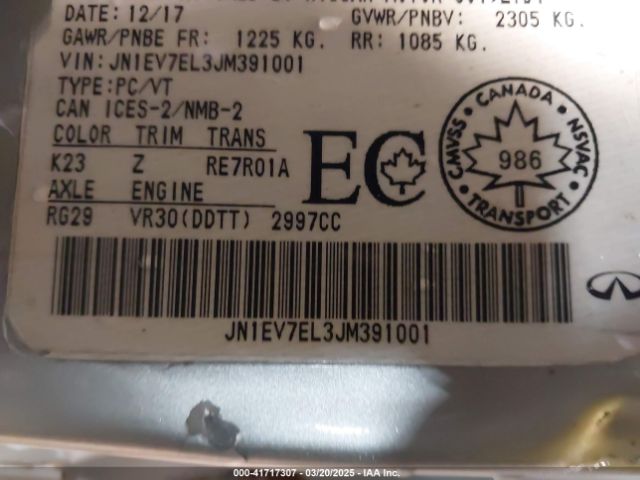 DATE: 12/17 GVWR/PNBV: 2305 KG.
GAWR/PNBE FR: 1225 KG. RR: 1085 KG.
VIN: JN1EV7EL3JM391001
TYPE:PC/VT
CAN ICES-2/NMB-2
COLOR TRIM TRANS
K23 Z RE7R01A
AXLE ENGINE
RG29 VR30(DDTT) 2997CC
EC
CANADA
CMVSS
NSVAC
986
TRANSPORT
JN1EV7EL3JM391001
000-41717307 - 03/20/2025 - IAA Inc.